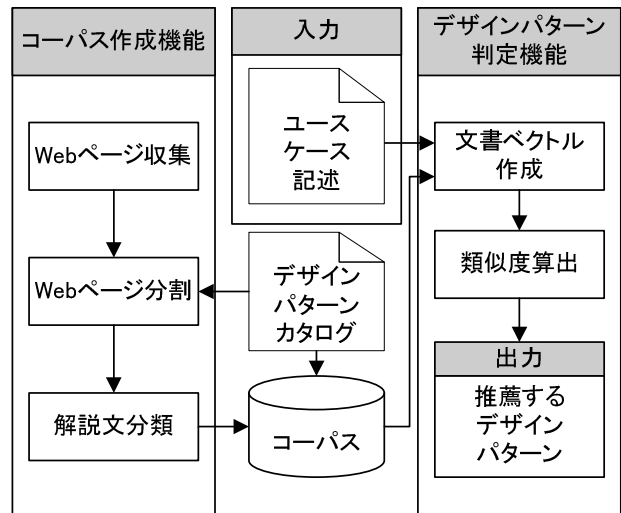 コーパス作成機能
Webページ収集
Webページ分割
解説文分類
入力
ユース
ケース
記述
デザイン
パターン
カタログ
コーパス
デザインパターン
判定機能
文書ベクトル
作成
類似度算出
出力
推薦する
デザイン
パターン